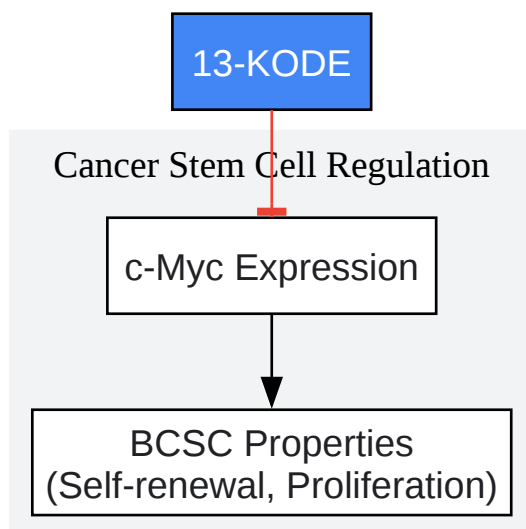 13-KODE
Cancer Stem Cell Regulation
c-Myc Expression
BCSC Properties
(Self-renewal, Proliferation)